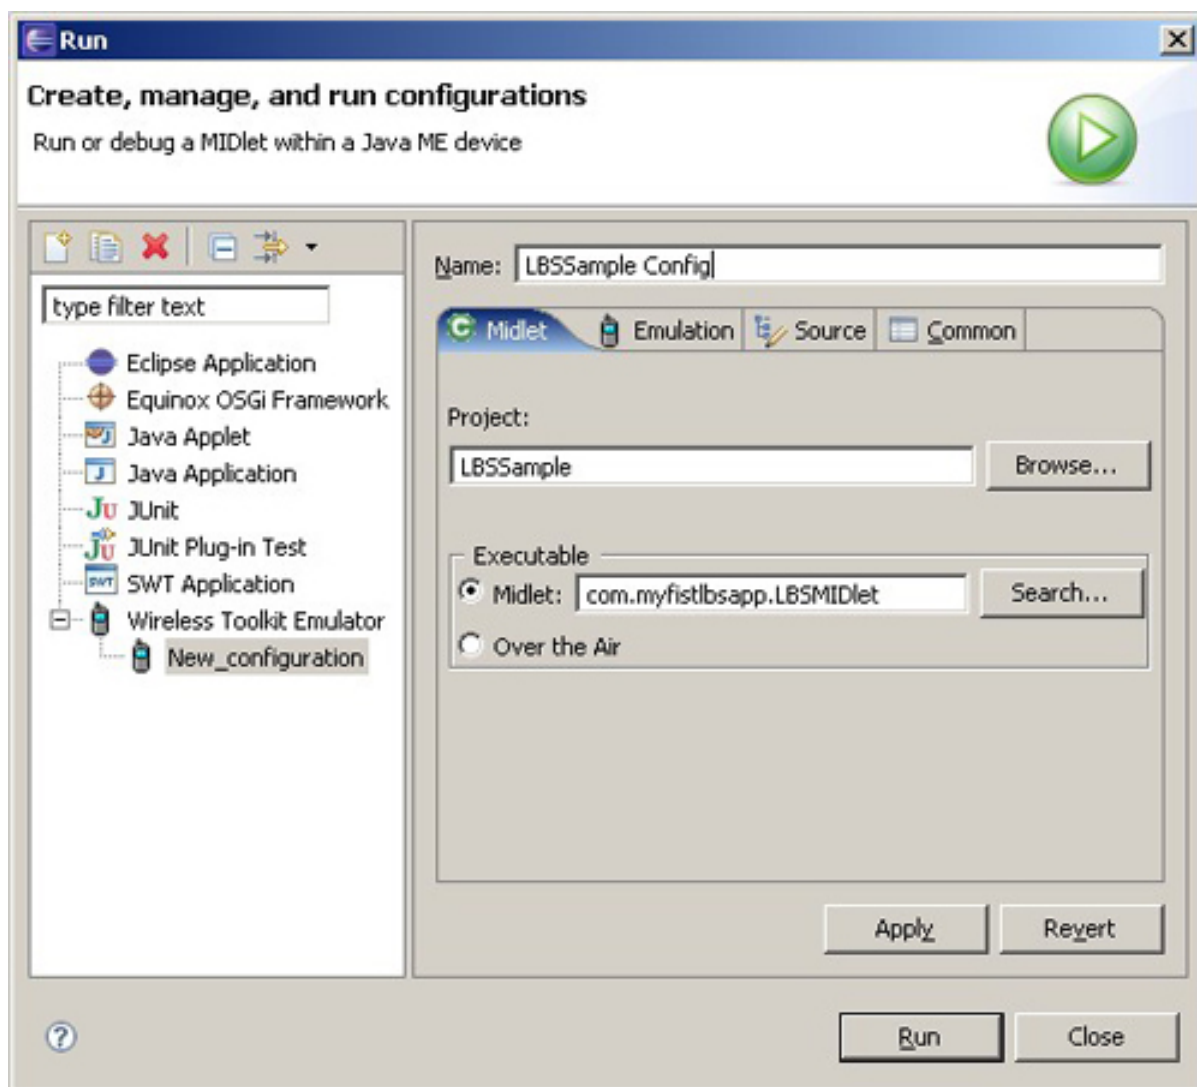 Run
Create, manage, and run configurations
Run or debug a MIDlet within a Java ME device
type filter text
Eclipse Application
Equinox OSGi Framework
Java Applet
Java Application
JUnit
JUnit Plug-in Test
SWT Application
Wireless Toolkit Emulator
New_configuration
Name: LBSSample Config
Midlet Emulation Source Common
Project:
LBSSample Browse...
Executable
Midlet: com.myfistlbsapp.LBSMIDlet Search...
Over the Air
Apply Revert
Run Close